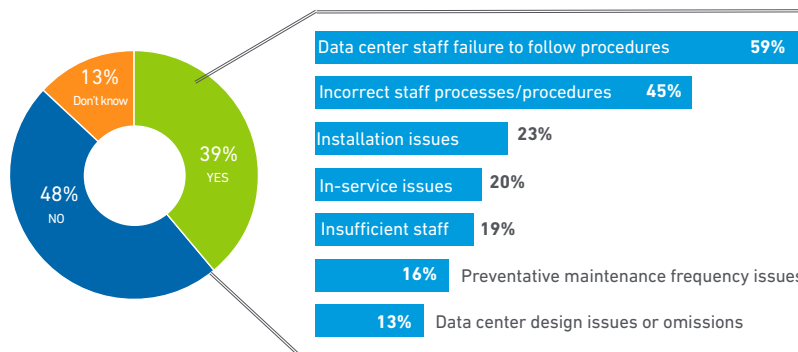 13%
Don't know
39%
YES
48%
NO
Data center staff failure to follow procedures 59%
Incorrect staff processes/procedures 45%
Installation issues 23%
In-service issues 20%
Insufficient staff 19%
16% Preventative maintenance frequency issues
13% Data center design issues or omissions